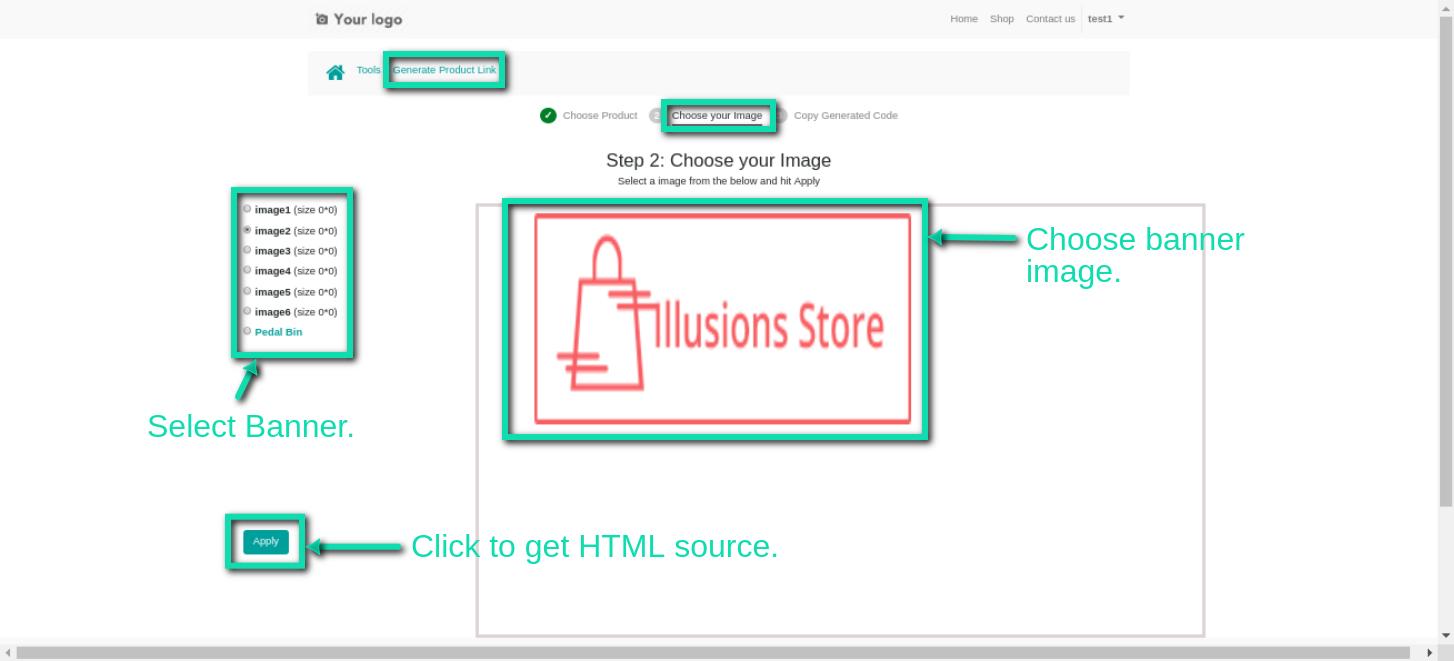 Your logo
Home Shop Contact us test1
Tools Generate Product Link
✓ Choose Product 2 Choose your Image Copy Generated Code
Step 2: Choose your Image
Select a image from the below and hit Apply
image1 (size 0*0)
image2 (size 0*0)
image3 (size 0*0)
image4 (size 0*0)
image5 (size 0*0)
image6 (size 0*0)
Pedal Bin
Illusions Store
Choose banner
image.
Select Banner.
Apply
Click to get HTML source.